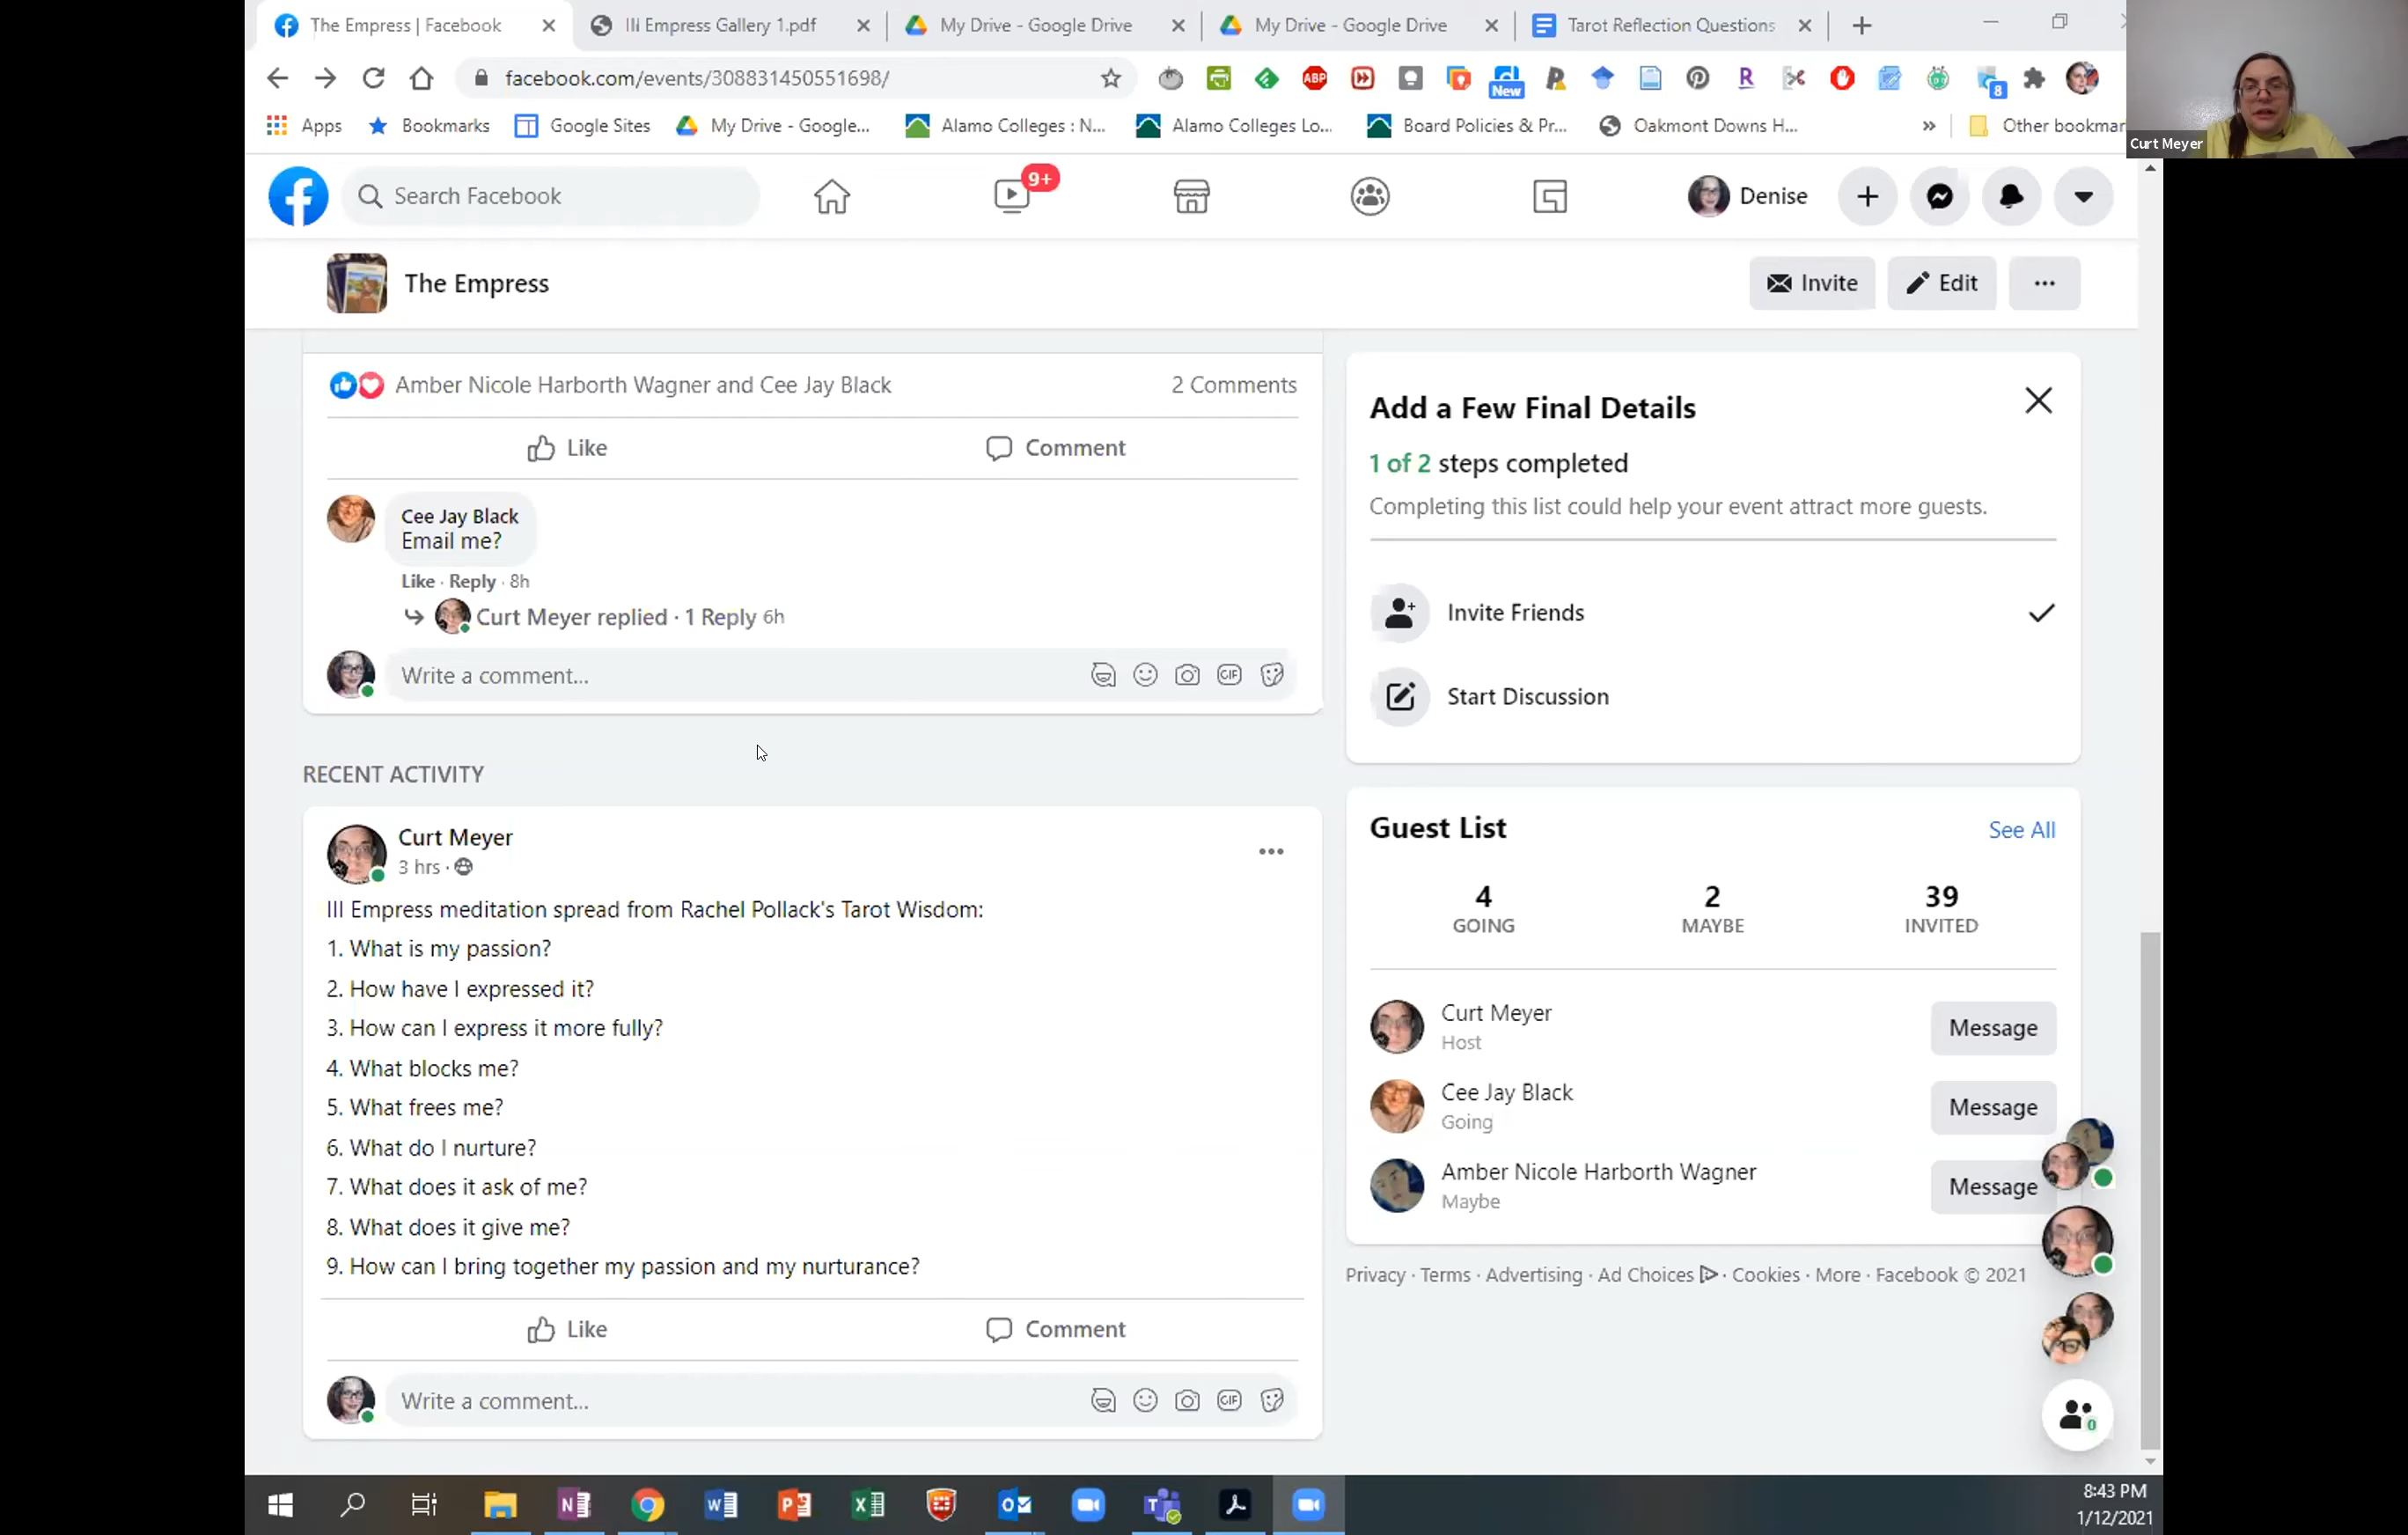 The Empress | Facebook
IIi Empress Gallery 1.pdf
My Drive - Google Drive
My Drive - Google Drive
Tarot Reflection Questions
facebook.com/events/308831450551698/
ABP
New
R
8
Apps
Bookmarks
Google Sites
My Drive - Google...
Alamo Colleges : N...
Alamo Colleges Lo...
Board Policies & Pr...
Oakmont Downs H...
Other bookmar
Curt Meyer
Search Facebook
9+
Denise
The Empress
Invite
Edit
Amber Nicole Harborth Wagner and Cee Jay Black
2 Comments
Like
Comment
Cee Jay Black
Email me?
Like · Reply · 8h
Curt Meyer replied · 1 Reply 6h
Write a comment...
GIF
RECENT ACTIVITY
Curt Meyer
3 hrs ·
III Empress meditation spread from Rachel Pollack's Tarot Wisdom:
1. What is my passion?
2. How have I expressed it?
3. How can I express it more fully?
4. What blocks me?
5. What frees me?
6. What do I nurture?
7. What does it ask of me?
8. What does it give me?
9. How can I bring together my passion and my nurturance?
Like
Comment
Write a comment...
GIF
Add a Few Final Details
1 of 2 steps completed
Completing this list could help your event attract more guests.
Invite Friends
Start Discussion
Guest List
See All
4
GOING
2
MAYBE
39
INVITED
Curt Meyer
Host
Message
Cee Jay Black
Going
Message
Amber Nicole Harborth Wagner
Maybe
Message
Privacy · Terms · Advertising · Ad Choices · Cookies · More · Facebook © 2021
0
8:43 PM
1/12/2021